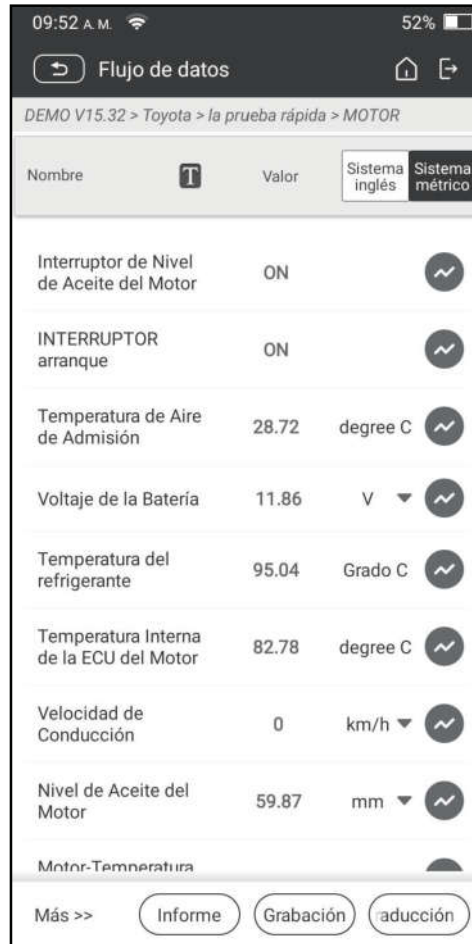 09:52 A. M. 52%
Flujo de datos
DEMO V15.32 > Toyota > la prueba rápida > MOTOR
Nombre T Valor Sistema inglés Sistema métrico
Interruptor de Nivel
de Aceite del Motor ON
INTERRUPTOR
arranque ON
Temperatura de Aire
de Admisión 28.72 degree C
Voltaje de la Batería 11.86 V
Temperatura del
refrigerante 95.04 Grado C
Temperatura Interna
de la ECU del Motor 82.78 degree C
Velocidad de
Conducción 0 km/h
Nivel de Aceite del
Motor 59.87 mm
Motor-Temperatura
Más >> Informe Grabación aducción